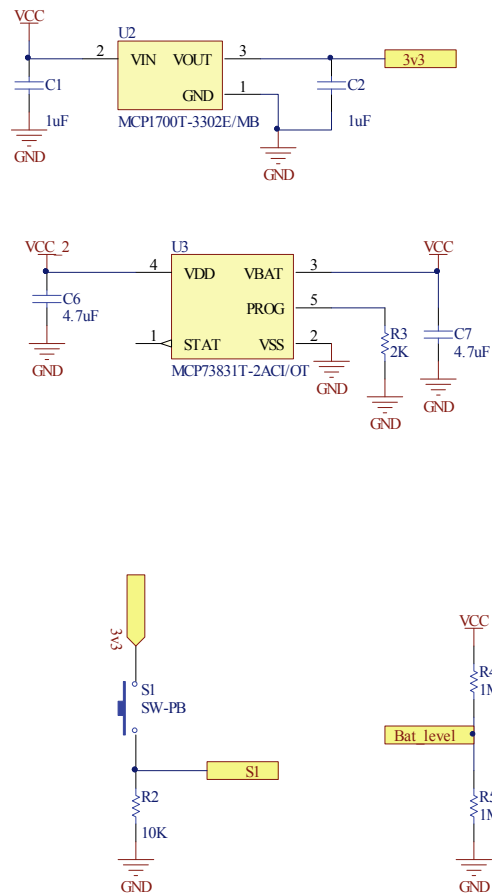 VCC
U2
2 VIN VOUT 3 3v3
C1 GND 1 C2
1uF MCP1700T-3302E/MB 1uF
GND GND
VCC_2 U3 VCC
4 VDD VBAT 3
C6 PROG 5
4.7uF R3 C7
1 STAT VSS 2 2K 4.7uF
GND MCP73831T-2ACI/OT GND GND
GND
3v3
VCC
S1
SW-PB
Bat_level
S1
R2
10K
GND
GND